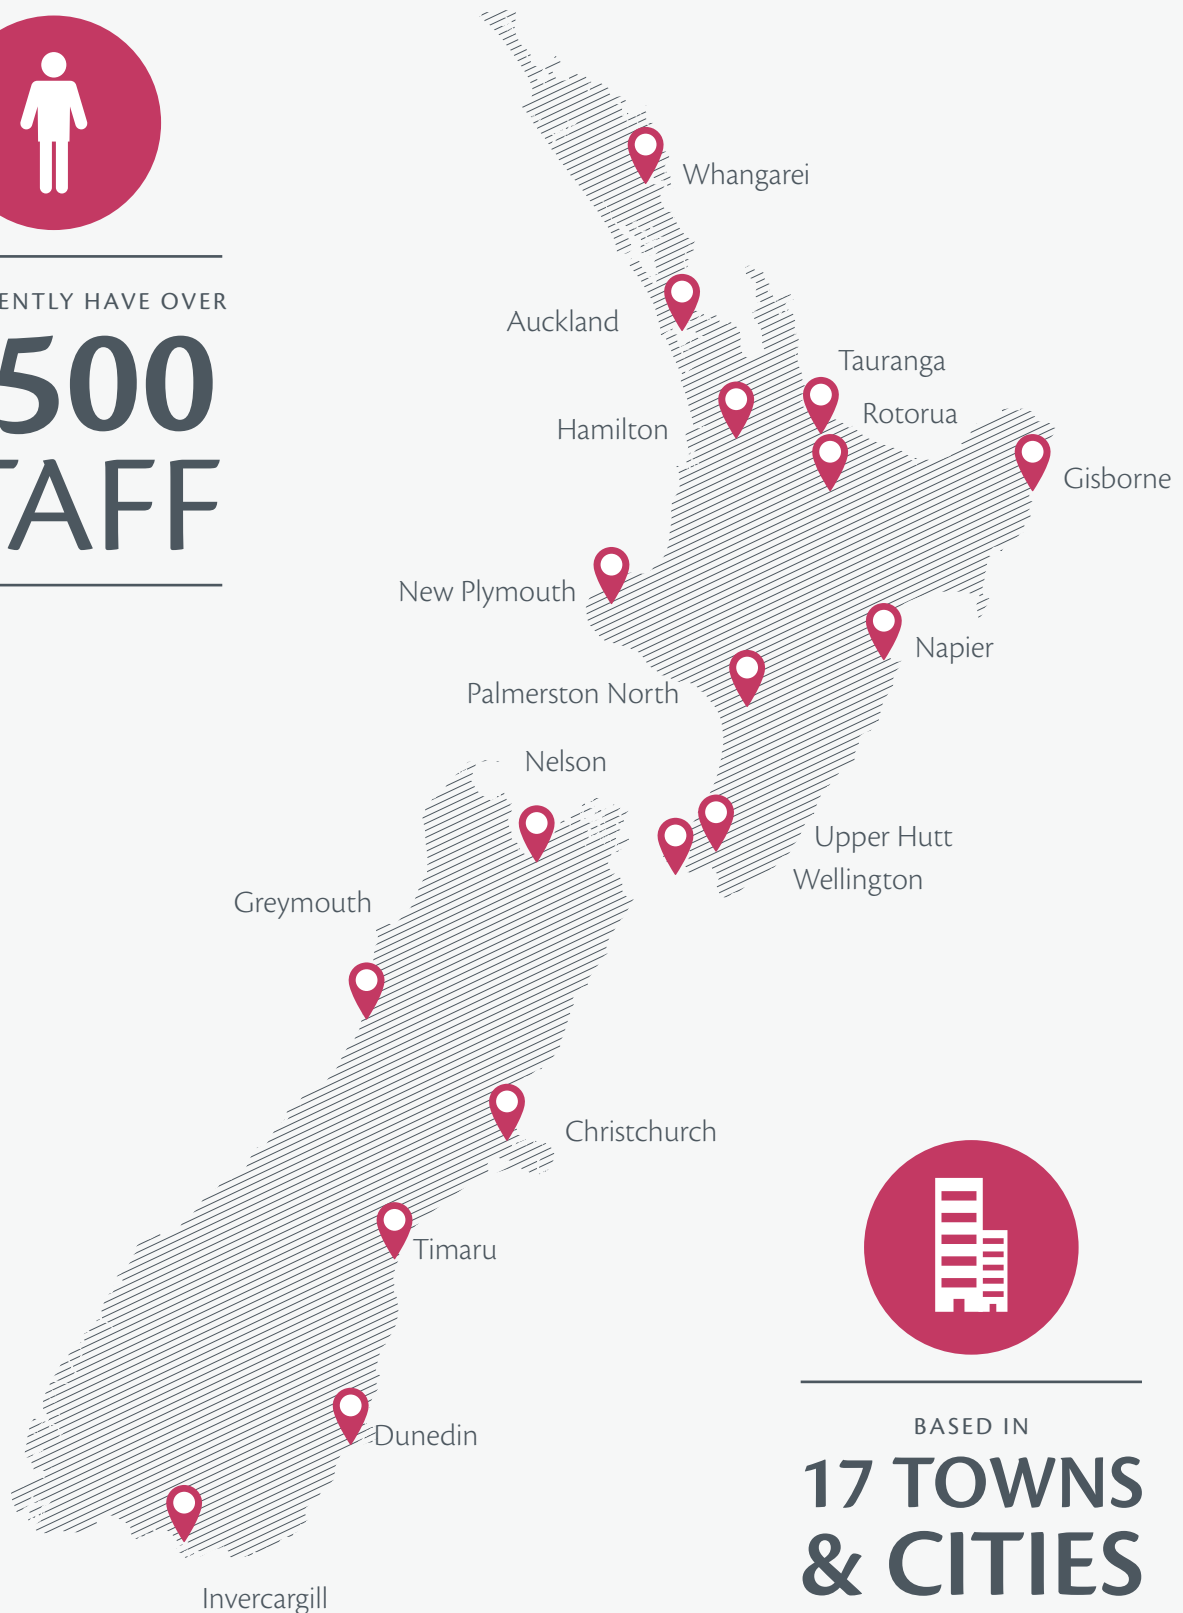 ENTLY HAVE OVER
500
TAFF
Whangarei
Auckland
Tauranga
Hamilton
Rotorua
Gisborne
New Plymouth
Napier
Palmerston North
Nelson
Upper Hutt
Wellington
Greymouth
Christchurch
Timaru
Dunedin
Invercargill
BASED IN
17 TOWNS
& CITIES